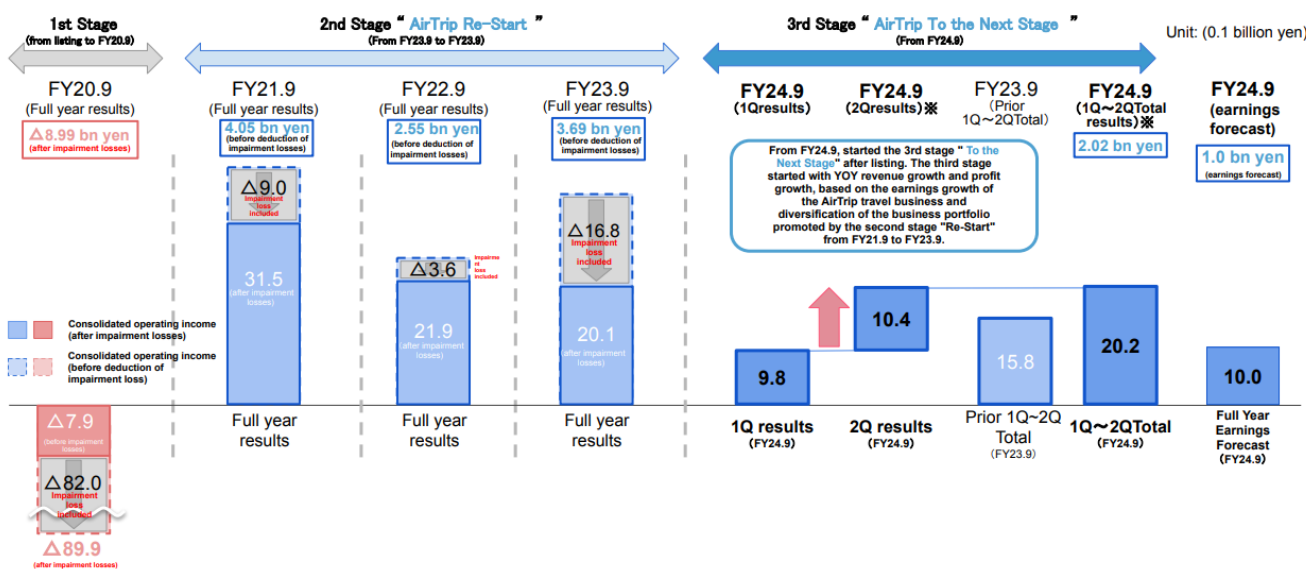 1st Stage
(from listing to FY20.9)
2nd Stage “ AirTrip Re-Start ”
(From FY23.9 to FY23.9)
3rd Stage “ AirTrip To the Next Stage ”
(From FY24.9)
Unit: (0.1 billion yen)
FY20.9
(Full year results)
△8.99 bn yen
(after impairment losses)
FY21.9
(Full year results)
4.05 bn yen
(before deduction of
impairment losses)
FY22.9
(Full year results)
2.55 bn yen
(before deduction of
impairment losses)
FY23.9
(Full year results)
3.69 bn yen
(before deduction of
impairment losses)
FY24.9
(1Qresults)
FY24.9
(2Qresults)※
FY23.9
(Prior
1Q~2QTotal)
FY24.9
(1Q～2QTotal
results)※
2.02 bn yen
FY24.9
(earnings
forecast)
1.0 bn yen
(earnings forecast)
From FY24.9, started the 3rd stage " To the
Next Stage" after listing. The third stage
started with YOY revenue growth and profit
growth, based on the earnings growth of
the AirTrip travel business and
diversification of the business portfolio
promoted by the second stage "Re-Start"
from FY21.9 to FY23.9.
△9.0
Impairment
loss
included
31.5
(after impairment
losses)
△3.6
Impairme
nt
loss
included
21.9
(after impairment losses)
△16.8
Impairment
loss
included
20.1
(after impairment losses)
9.8
10.4
15.8
20.2
10.0
Consolidated operating income
(after impairment losses)
Consolidated operating income
(before deduction of
impairment loss)
△7.9
(before impairment
losses)
△82.0
Impairment
loss
included
△89.9
(after impairment losses)
Full year
results
Full year
results
Full year
results
1Q results
(FY24.9)
2Q results
(FY24.9)
Prior 1Q~2Q
Total
(FY23.9)
1Q～2QTotal
(FY24.9)
Full Year
Earnings
Forecast
(FY24.9)